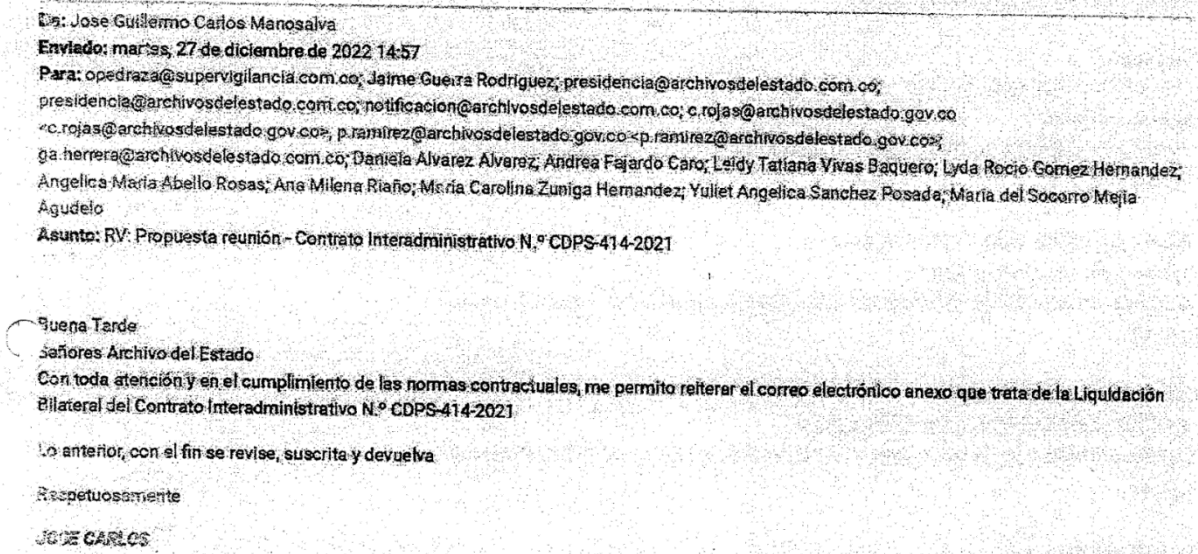 De: Jose Guillermo Carlos Manosalva
Enviado: martes, 27 de diciembre de 2022 14:57
Para: opedraza@supervigilancia.com.co; Jaime Guerra Rodriguez; presidencia@archivosdelestado.com.co;
presidencia@archivosdelestado.com.co; notificacion@archivosdelestado.com.co; c.rojas@archivosdelestado.gov.co
<c.rojas@archivosdelestado.gov.co>, p.ramirez@archivosdelestado.gov.co <p.ramirez@archivosdelestado.gov.co>;
ga.herrera@archivosdelestado.com.co; Daniela Alvarez Alvarez; Andrea Fajardo Caro; Leidy Tatiana Vivas Baquero; Lyda Rocio Gomez Hernandez;
Angelica Maria Abello Rosas; Ana Milena Riaño; Maria Carolina Zuniga Hernandez; Yuliet Angelica Sanchez Posada; Maria del Socorro Mejia
Agudelo
Asunto: RV: Propuesta reunión - Contrato Interadministrativo N.º CDPS-414-2021
Buena Tarde
Señores Archivo del Estado
Con toda atención y en el cumplimiento de las normas contractuales, me permito reiterar el correo electrónico anexo que trata de la Liquidación
Bilateral del Contrato Interadministrativo N.º CDPS-414-2021
Lo anterior, con el fin se revise, suscrita y devuelva
Respetuosamente
JOSE CARLOS